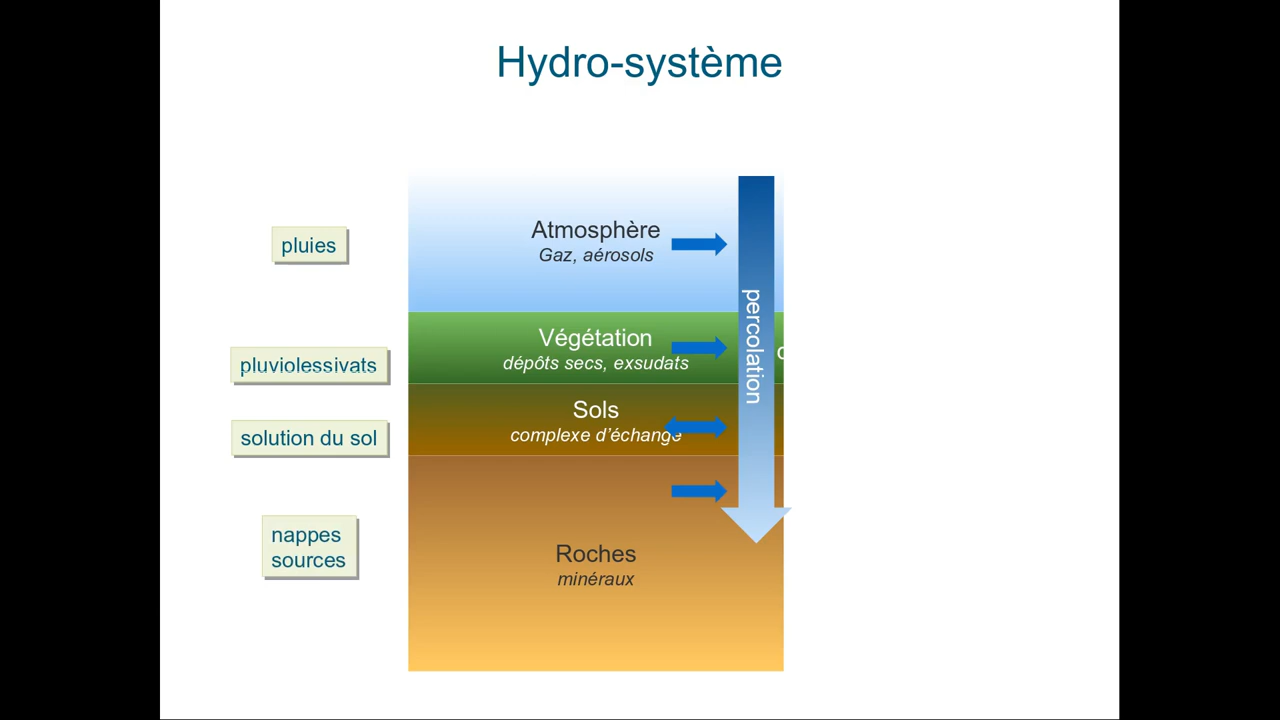 Hydro-système
pluies
Atmosphère
Gaz, aérosols
percolation
pluviolessivats
Végétation
dépôts secs, exsudats
solution du sol
Sols
complexe d'échange
nappes
sources
Roches
minéraux